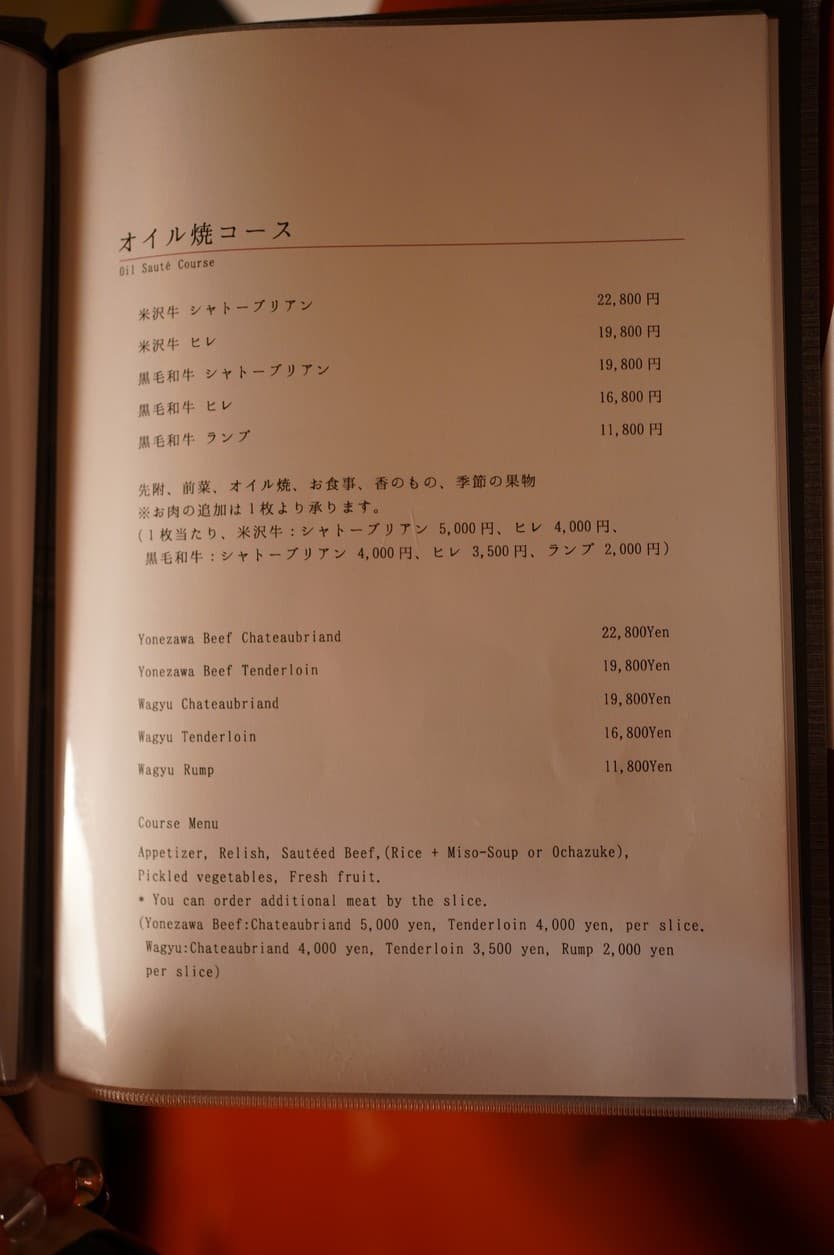 オイル焼コース
Oil Sauté Course
米沢牛 シャトーブリアン 22,800円
米沢牛 ヒレ 19,800円
黒毛和牛 シャトーブリアン 19,800円
黒毛和牛 ヒレ 16,800円
黒毛和牛 ランプ 11,800円
先附、前菜、オイル焼、お食事、香のもの、季節の果物
※お肉の追加は1枚より承ります。
(1枚当たり、米沢牛:シャトーブリアン 5,000円、ヒレ 4,000円、
黒毛和牛:シャトーブリアン 4,000円、ヒレ 3,500円、ランプ 2,000円)
Yonezawa Beef Chateaubriand 22,800Yen
Yonezawa Beef Tenderloin 19,800Yen
Wagyu Chateaubriand 19,800Yen
Wagyu Tenderloin 16,800Yen
Wagyu Rump 11,800Yen
Course Menu
Appetizer, Relish, Sautéed Beef,(Rice + Miso-Soup or Ochazuke),
Pickled vegetables, Fresh fruit.
* You can order additional meat by the slice.
(Yonezawa Beef:Chateaubriand 5,000 yen, Tenderloin 4,000 yen, per slice.
Wagyu:Chateaubriand 4,000 yen, Tenderloin 3,500 yen, Rump 2,000 yen
per slice)